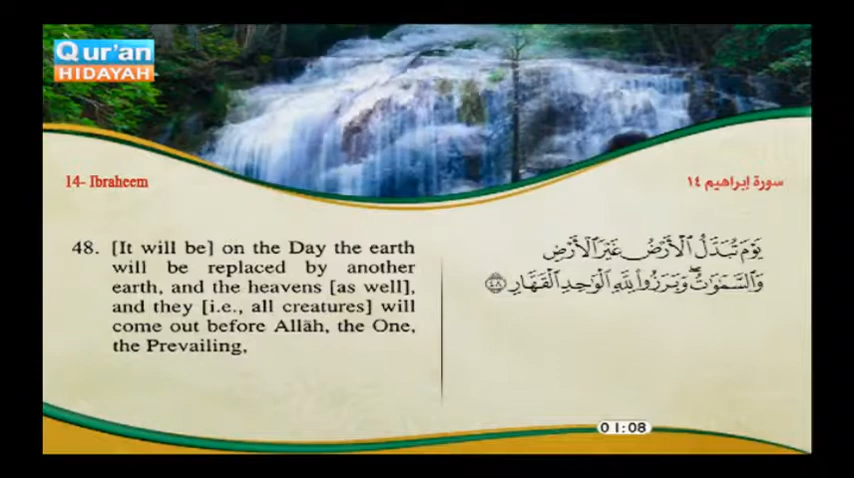 Qur'an
HIDAYAH
14- Ibraheem
سورة إبراهيم ١٤
48. [It will be] on the Day the earth
will be replaced by another
earth, and the heavens [as well],
and they [i.e., all creatures] will
come out before Allāh, the One,
the Prevailing,
يَوْمَ تُبَدَّلُ ٱلْأَرْضُ غَيْرَ ٱلْأَرْضِ
وَٱلسَّمَٰوَٰتُ ۖ وَبَرَزُوا۟ لِلَّهِ ٱلْوَٰحِدِ ٱلْقَهَّارِ ٤٨
01:08